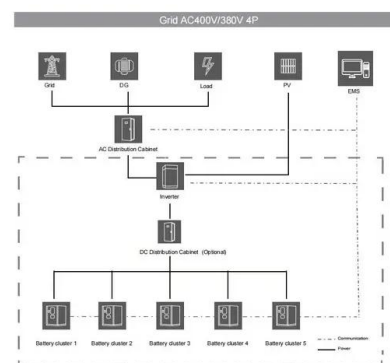 Grid AC400V/380V 4P
Grid
DG
Load
PV
EMS
AC Distribution Cabinet
Inverter
DC Distribution Cabinet (Optional)
Battery cluster 1
Battery cluster 2
Battery cluster 3
Battery cluster 4
Battery cluster 5
Communication
Power